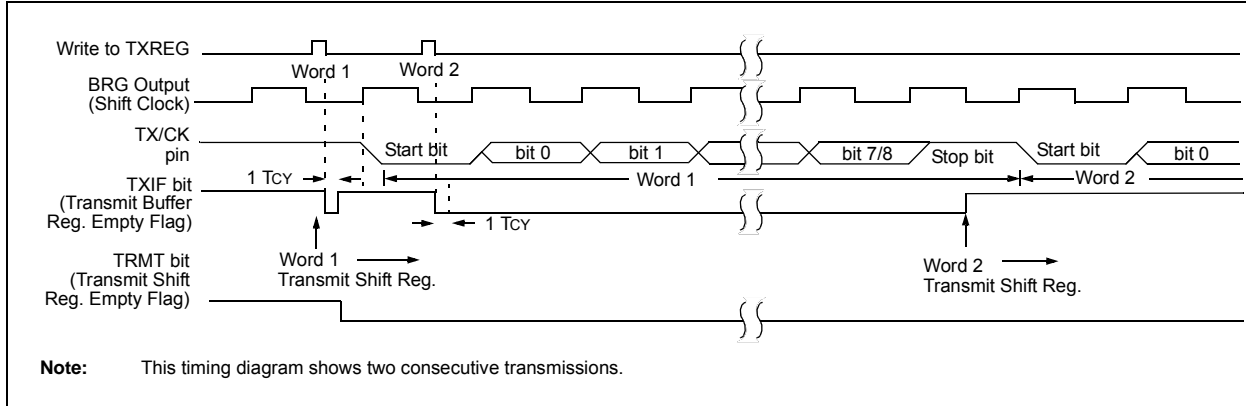 Write to TXREG
Word 1
Word 2
BRG Output
(Shift Clock)
TX/CK
pin
Start bit
bit 0
bit 1
bit 7/8
Stop bit
Start bit
bit 0
1 TCY
Word 1
Word 2
TXIF bit
(Transmit Buffer
Reg. Empty Flag)
1 TCY
Word 1
Transmit Shift Reg.
Word 2
Transmit Shift Reg.
TRMT bit
(Transmit Shift
Reg. Empty Flag)
Note: This timing diagram shows two consecutive transmissions.